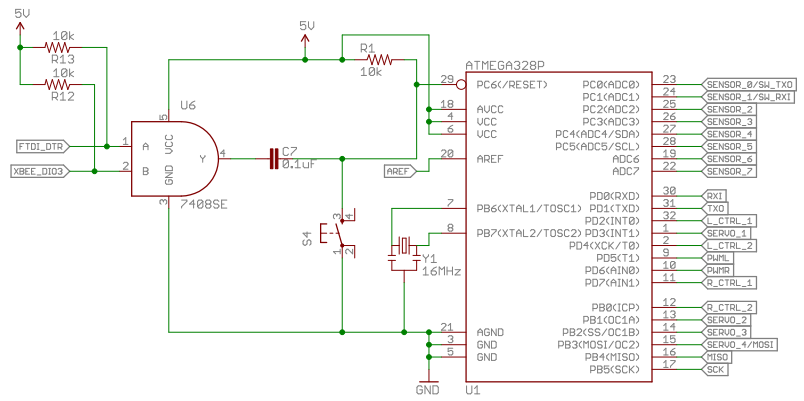 5V
10k
R13
10k
R12
FTDI_DTR
XBEE_DIO3
1
2
A
B
5
VCC
GND
3
Y
4
U6
7408SE
C7
0.1uF
5V
R1
10k
S4
3
4
1
2
Y1
16MHz
AREF
GND
ATMEGA328P
U1
29 PC6(/RESET)
18 AVCC
4 VCC
6 VCC
20 AREF
7 PB6(XTAL1/TOSC1)
8 PB7(XTAL2/TOSC2)
21 AGND
3 GND
5 GND
PC0(ADC0) 23 SENSOR_0/SW_TXO
PC1(ADC1) 24 SENSOR_1/SW_RXI
PC2(ADC2) 25 SENSOR_2
PC3(ADC3) 26 SENSOR_3
PC4(ADC4/SDA) 27 SENSOR_4
PC5(ADC5/SCL) 28 SENSOR_5
ADC6 19 SENSOR_6
ADC7 22 SENSOR_7
PD0(RXD) 30 RXI
PD1(TXD) 31 TXO
PD2(INT0) 32 L_CTRL_1
PD3(INT1) 1 SERVO_1
PD4(XCK/T0) 2 L_CTRL_2
PD5(T1) 9 PWML
PD6(AIN0) 10 PWMR
PD7(AIN1) 11 R_CTRL_1
PB0(ICP) 12 R_CTRL_2
PB1(OC1A) 13 SERVO_2
PB2(SS/OC1B) 14 SERVO_3
PB3(MOSI/OC2) 15 SERVO_4/MOSI
PB4(MISO) 16 MISO
PB5(SCK) 17 SCK